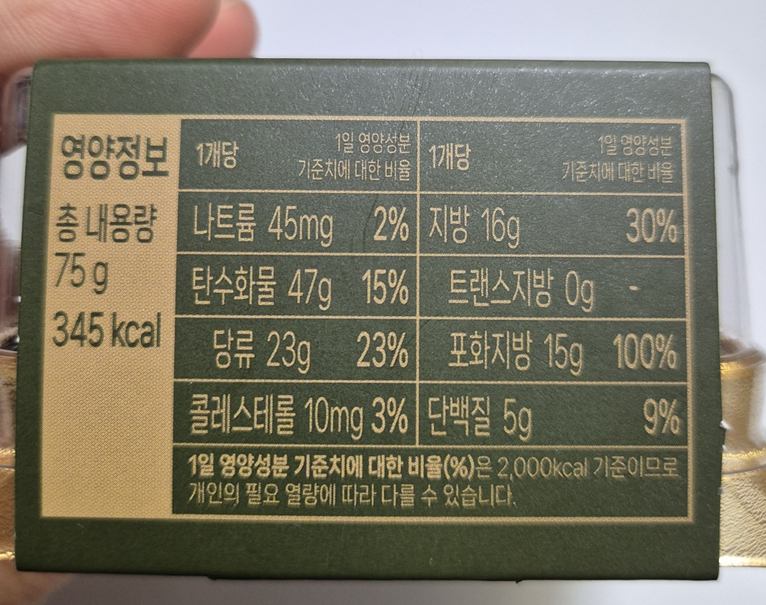 영양정보
총 내용량
75 g
345 kcal
1개당 1일 영양성분
기준치에 대한 비율
나트륨 45mg 2%
탄수화물 47g 15%
당류 23g 23%
콜레스테롤 10mg 3%
1개당 1일 영양성분
기준치에 대한 비율
지방 16g 30%
트랜스지방 0g -
포화지방 15g 100%
단백질 5g 9%
1일 영양성분 기준치에 대한 비율(%)은 2,000kcal 기준이므로
개인의 필요 열량에 따라 다를 수 있습니다.